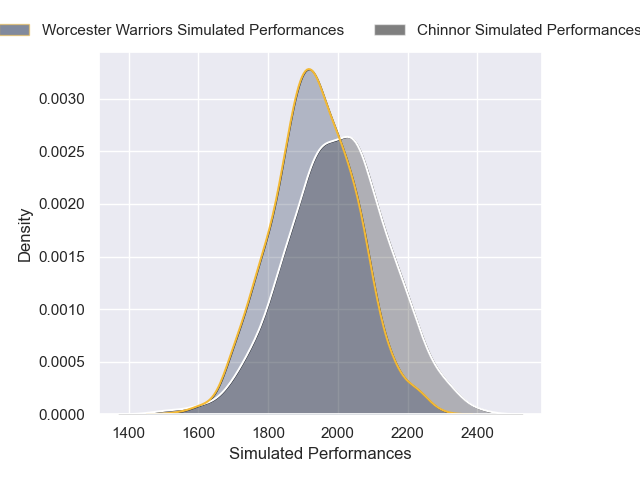 Worcester Warriors Simulated Performances Chinnor Simulated Performances
0.0030
0.0025
0.0020
0.0015
0.0010
0.0005
0.0000
Density
1400 1600 1800 2000 2200 2400
Simulated Performances